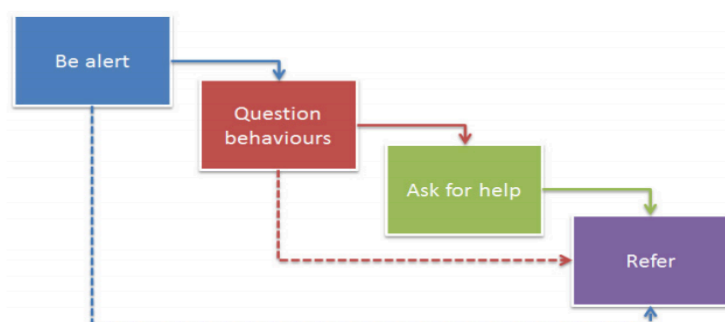 Be alert
Question
behaviours
Ask for help
Refer